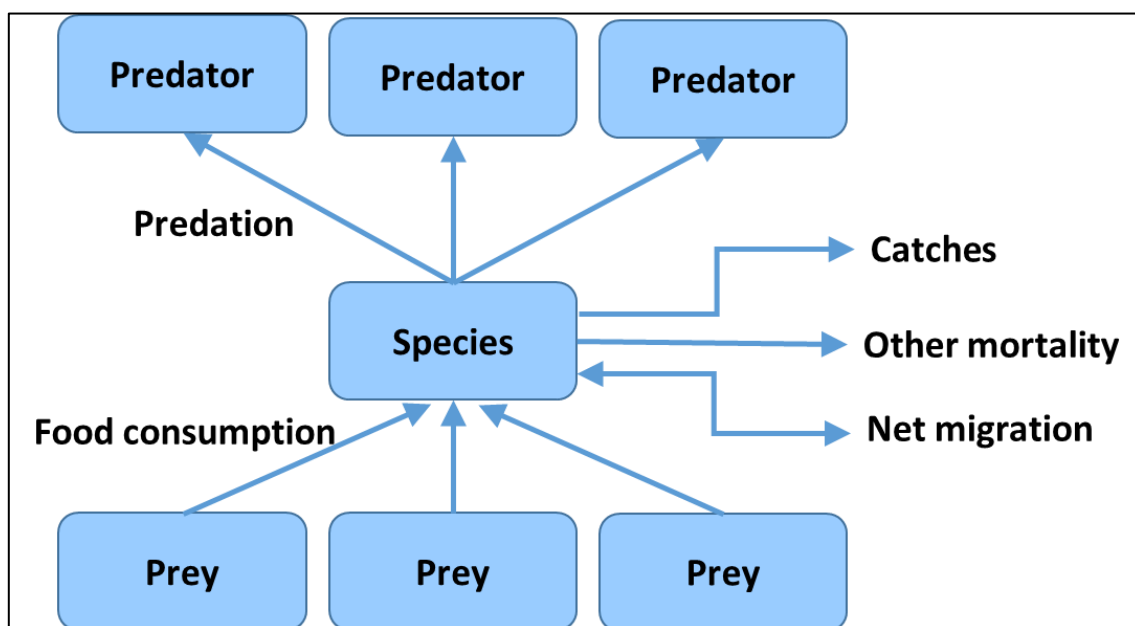 Predator
Predator
Predator
Predation
Catches
Species
Other mortality
Food consumption
Net migration
Prey
Prey
Prey